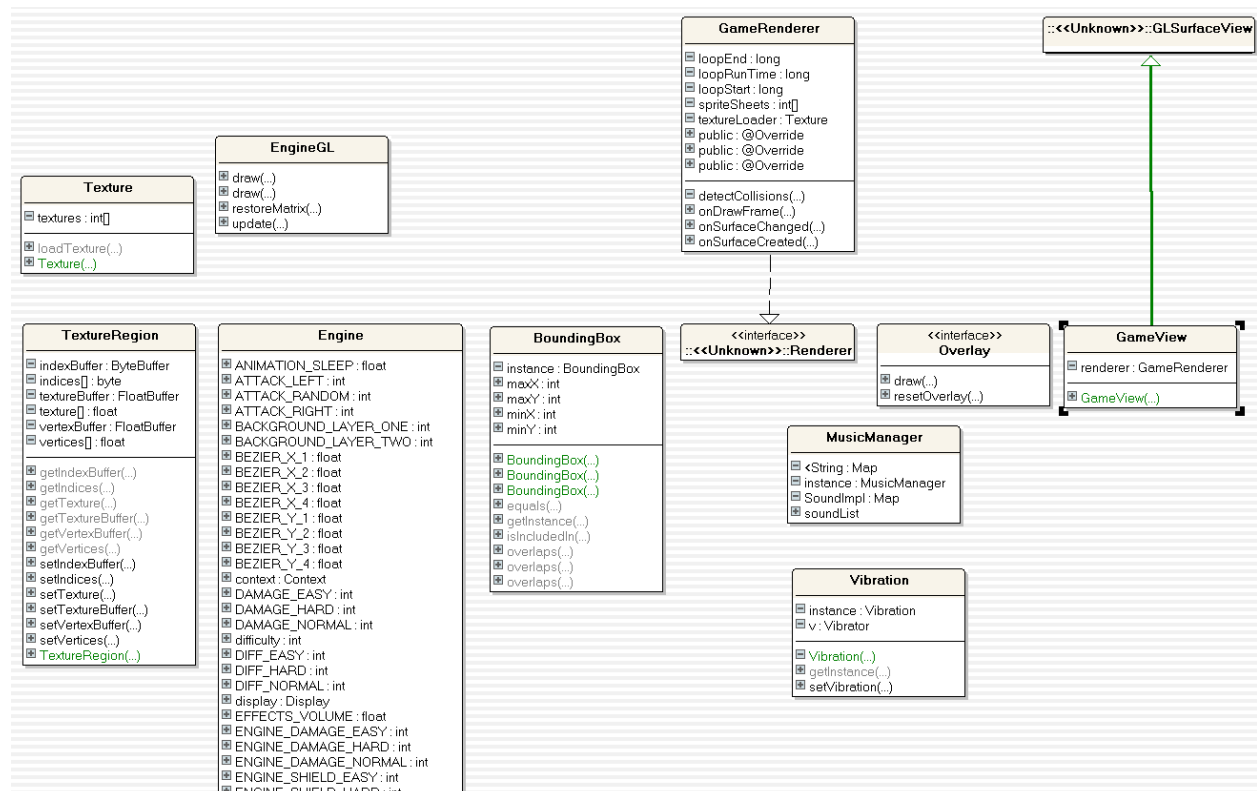 GameRenderer
loopEnd : long
loopRunTime : long
loopStart : long
spriteSheets : int[]
textureLoader : Texture
public : @Override
public : @Override
public : @Override
detectCollisions(...)
onDrawFrame(...)
onSurfaceChanged(...)
onSurfaceCreated(...)
::<<Unknown>>::GLSurfaceView
EngineGL
draw(...)
draw(...)
restoreMatrix(...)
update(...)
Texture
textures : int[]
loadTexture(...)
Texture(...)
TextureRegion
indexBuffer : ByteBuffer
indices[] : byte
textureBuffer : FloatBuffer
texture[] : float
vertexBuffer : FloatBuffer
vertices[] : float
getIndexBuffer(...)
getIndices(...)
getTexture(...)
getTextureBuffer(...)
getVertexBuffer(...)
getVertices(...)
setIndexBuffer(...)
setIndices(...)
setTexture(...)
setTextureBuffer(...)
setVertexBuffer(...)
setVertices(...)
TextureRegion(...)
Engine
ANIMATION_SLEEP : float
ATTACK_LEFT : int
ATTACK_RANDOM : int
ATTACK_RIGHT : int
BACKGROUND_LAYER_ONE : int
BACKGROUND_LAYER_TWO : int
BEZIER_X_1 : float
BEZIER_X_2 : float
BEZIER_X_3 : float
BEZIER_X_4 : float
BEZIER_Y_1 : float
BEZIER_Y_2 : float
BEZIER_Y_3 : float
BEZIER_Y_4 : float
context : Context
DAMAGE_EASY : int
DAMAGE_HARD : int
DAMAGE_NORMAL : int
difficulty : int
DIFF_EASY : int
DIFF_HARD : int
DIFF_NORMAL : int
display : Display
EFFECTS_VOLUME : float
ENGINE_DAMAGE_EASY : int
ENGINE_DAMAGE_HARD : int
ENGINE_DAMAGE_NORMAL : int
ENGINE_SHIELD_EASY : int
ENGINE_SHIELD_HARD : int
BoundingBox
instance : BoundingBox
maxX : int
maxY : int
minX : int
minY : int
BoundingBox(...)
BoundingBox(...)
BoundingBox(...)
equals(...)
getInstance(...)
isIncludedIn(...)
overlaps(...)
overlaps(...)
overlaps(...)
<<interface>>
::<<Unknown>>::Renderer
<<interface>>
Overlay
draw(...)
resetOverlay(...)
GameView
renderer : GameRenderer
GameView(...)
MusicManager
<String : Map
instance : MusicManager
SoundImpl : Map
soundList
Vibration
instance : Vibration
v : Vibrator
Vibration(...)
getInstance(...)
setVibration(...)